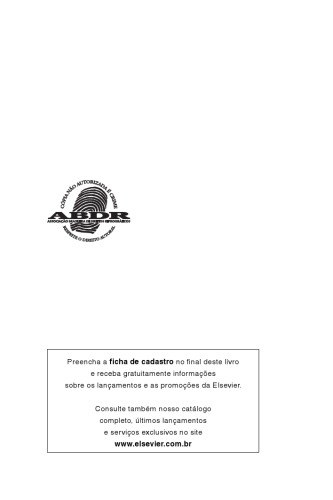 CÓPIA NÃO AUTORIZADA É CRIME
ABDR
ASSOCIAÇÃO BRASILEIRA DE DIREITOS REPROGRÁFICOS
RESPEITE O DIREITO AUTORAL
Preencha a ficha de cadastro no final deste livro
e receba gratuitamente informações
sobre os lançamentos e as promoções da Elsevier.
Consulte também nosso catálogo
completo, últimos lançamentos
e serviços exclusivos no site
www.elsevier.com.br